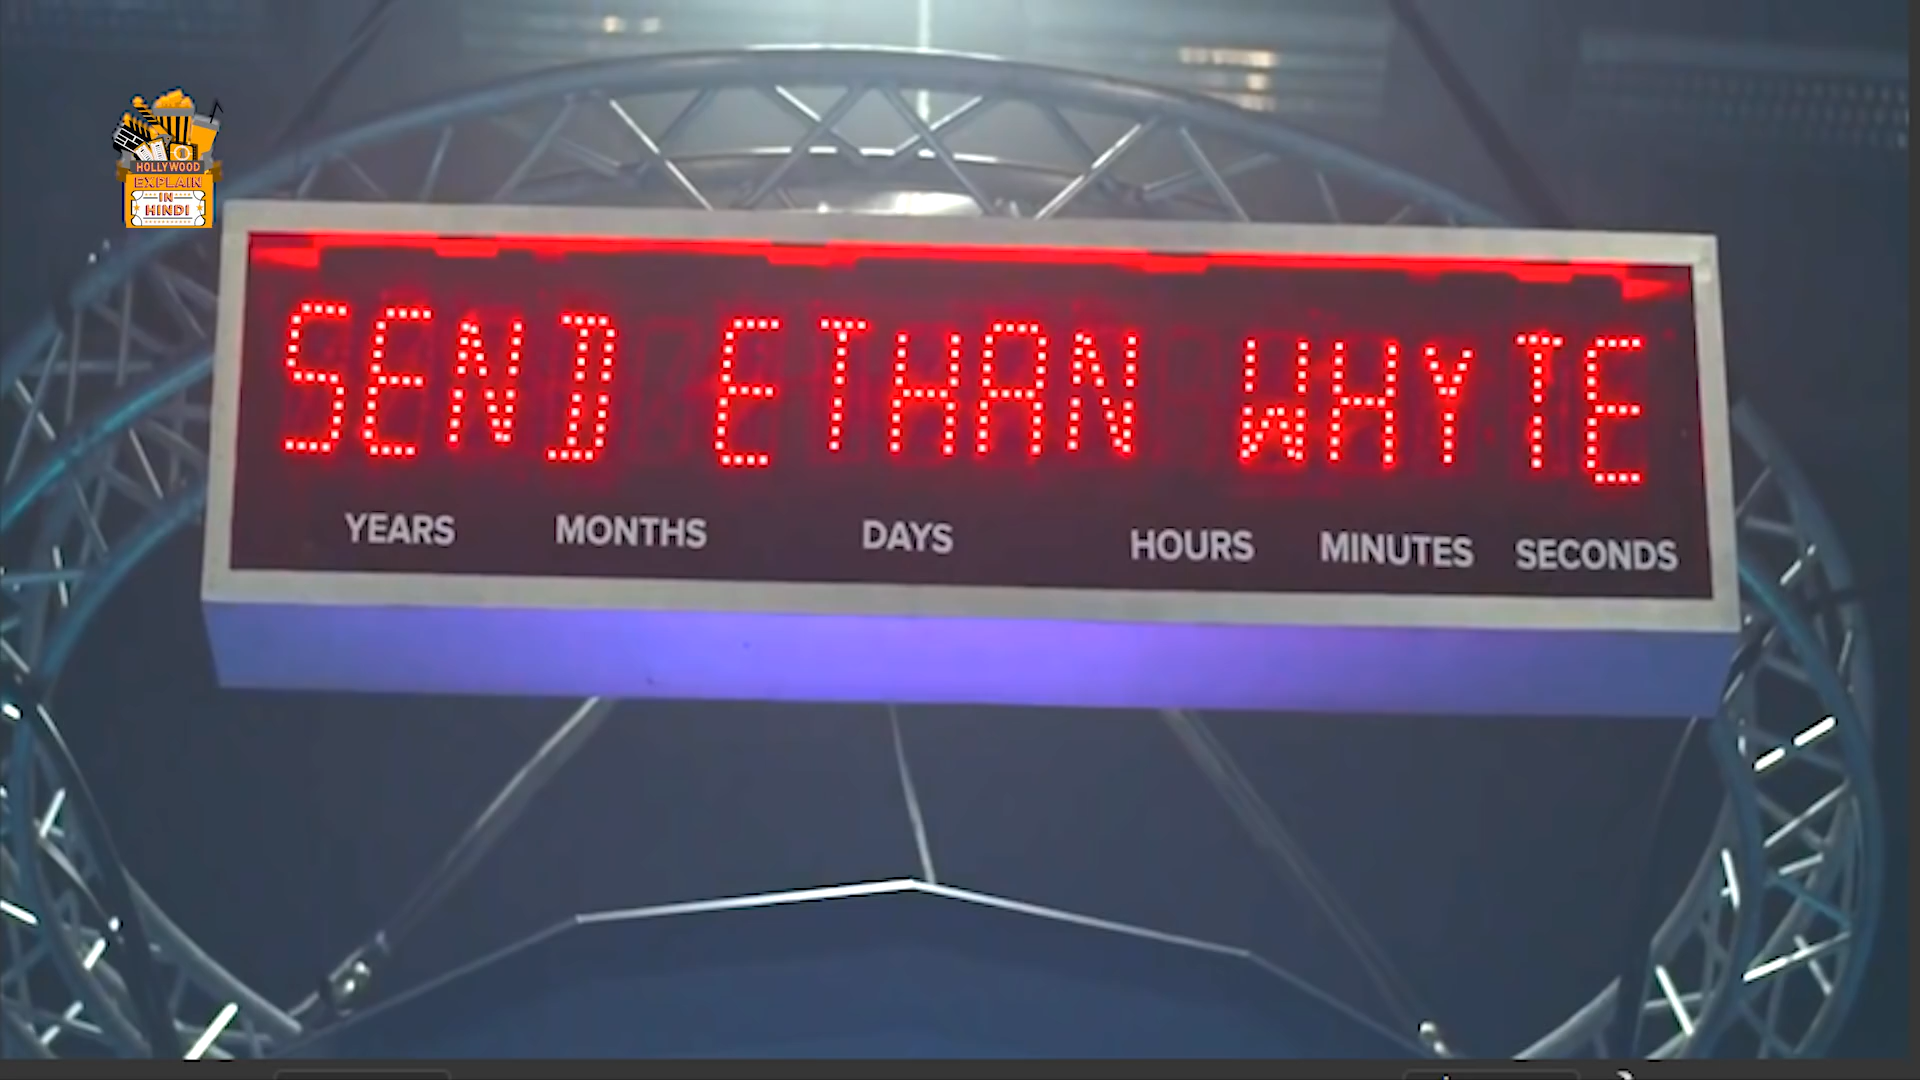 HOLLYWOOD
EXPLAIN
IN
HINDI
SEND ETHAN WHYTE
YEARS MONTHS DAYS HOURS MINUTES SECONDS